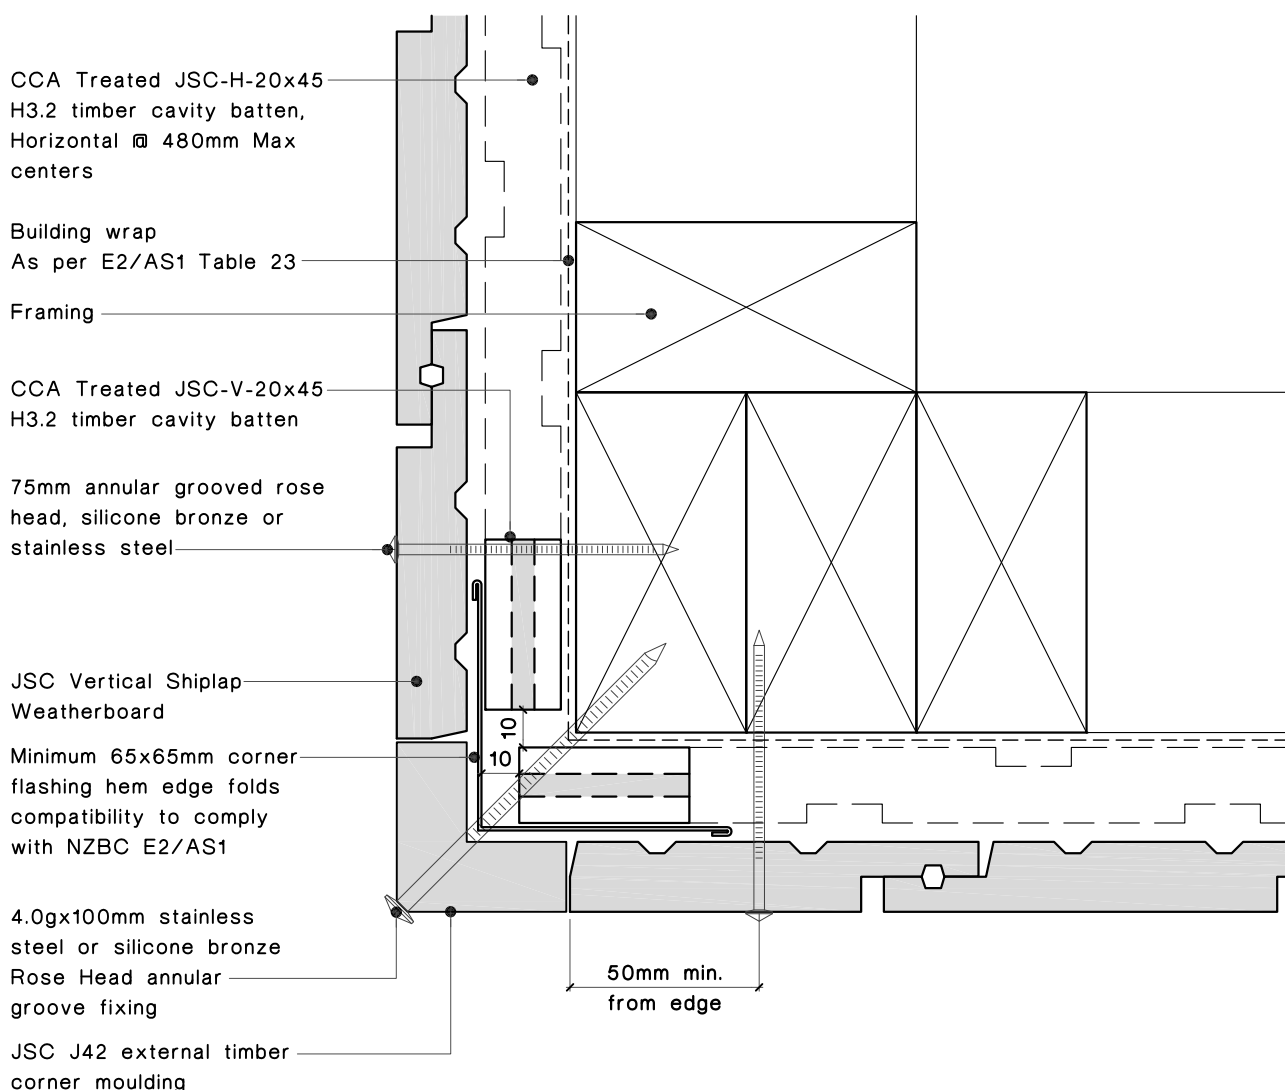 CCA Treated JSC-H-20x45
H3.2 timber cavity batten,
Horizontal @ 480mm Max
centers
Building wrap
As per E2/AS1 Table 23
Framing
CCA Treated JSC-V-20x45
H3.2 timber cavity batten
75mm annular grooved rose
head, silicone bronze or
stainless steel
JSC Vertical Shiplap
Weatherboard
Minimum 65x65mm corner
flashing hem edge folds
compatibility to comply
with NZBC E2/AS1
4.0gx100mm stainless
steel or silicone bronze
Rose Head annular
groove fixing
JSC J42 external timber
corner moulding
10
10
50mm min.
from edge